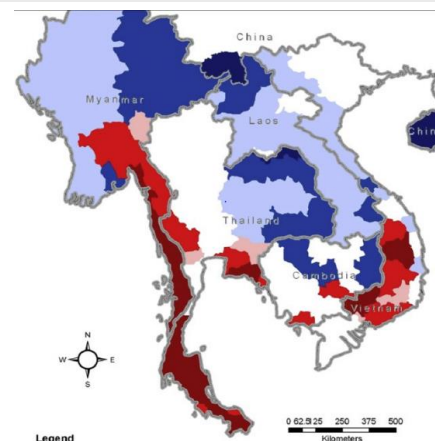 China
Myanmar
Laos
Chin
Thailand
Cambodia
Vietnam
N
W E
S
0 62.5125 250 375 500
Kilometers
Legend